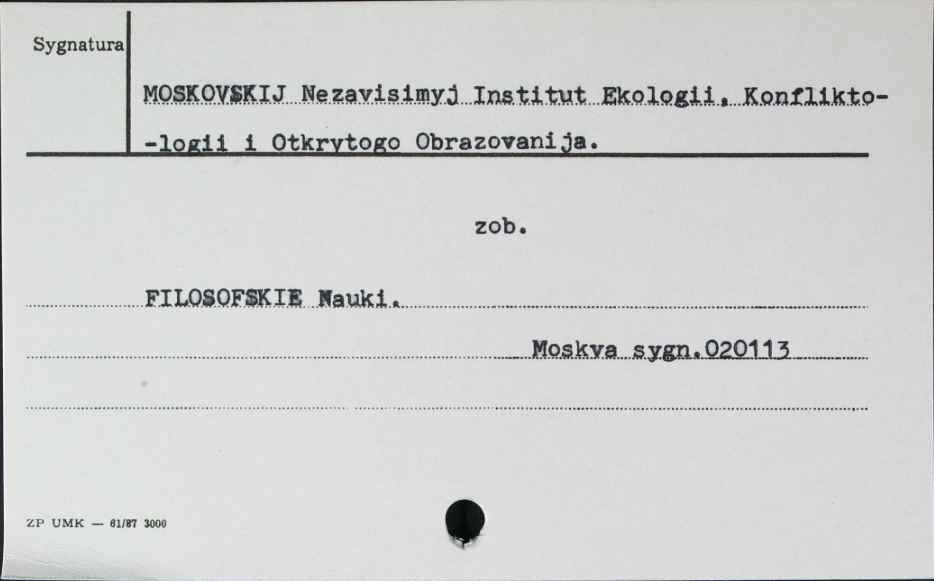 Sygnatura
MOSKOVSKIJ Nezavisimyj Institut Ekologii, Konflikto-
-logii i Otkrytogo Obrazovanija.
zob.
FILOSOFSKIE Nauki.
Moskva sygn.020113
ZP UMK — 61/87 3000